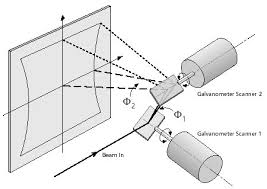 Galvanometer Scanner 2
Φ2
Φ1
Galvanometer Scanner 1
Beam In